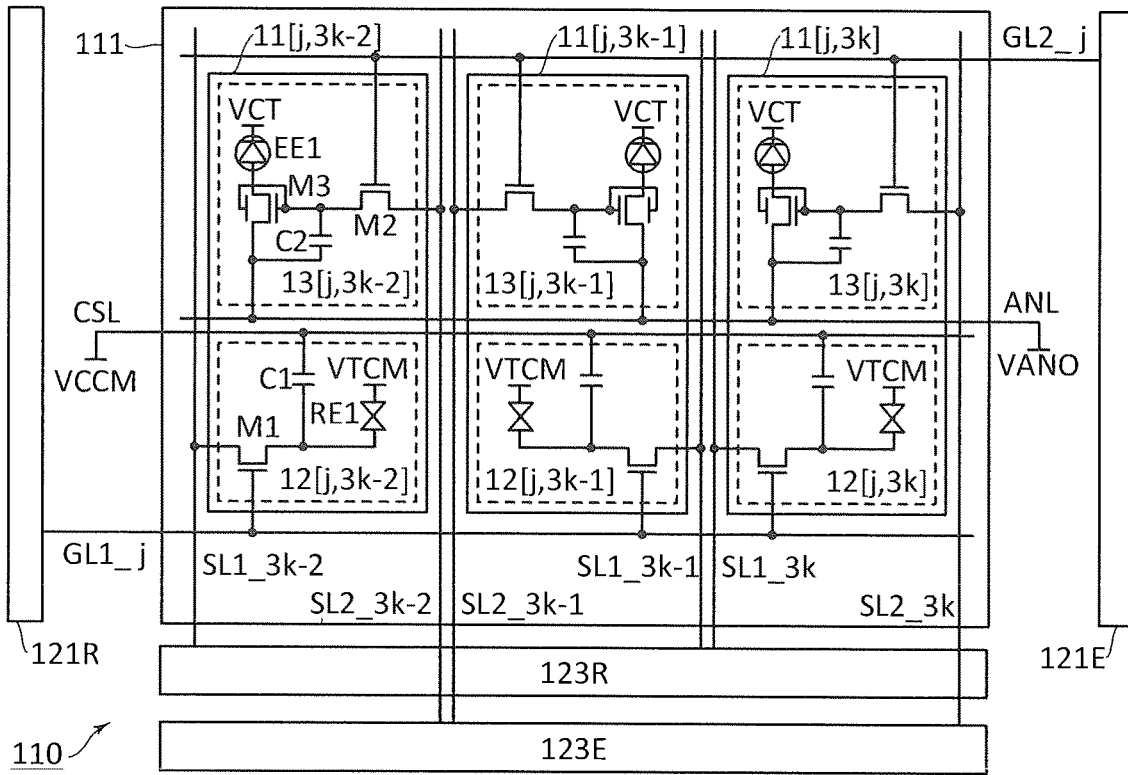 111
11[j,3k-2]
11[j,3k-1]
11[j,3k]
GL2_ j
VCT
VCT
VCT
EE1
M3
M2
C2
13[j,3k-2]
13[j,3k-1]
13[j,3k]
CSL
ANL
VCCM
VANO
C1
VTCM
VTCM
VTCM
RE1
M1
12[j,3k-2]
12[j,3k-1]
12[j,3k]
GL1_ j
SL1_3k-2
SL1_3k-1
SL1_3k
SL2_3k-2
SL2_3k-1
SL2_3k
121R
123R
121E
123E
110